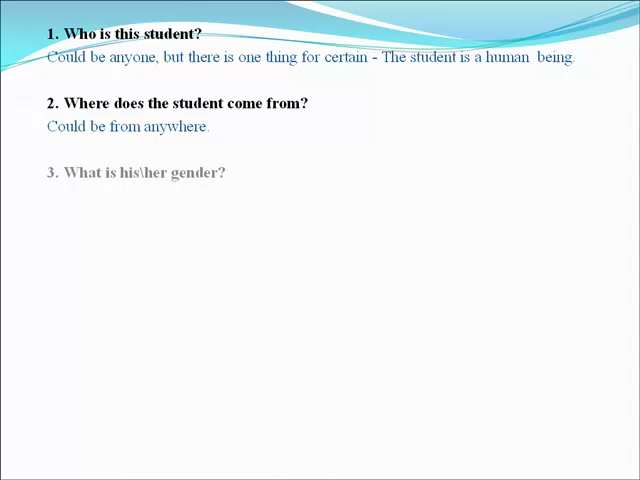 1. Who is this student?
Could be anyone, but there is one thing for certain - The student is a human being.
2. Where does the student come from?
Could be from anywhere.
3. What is his\her gender?